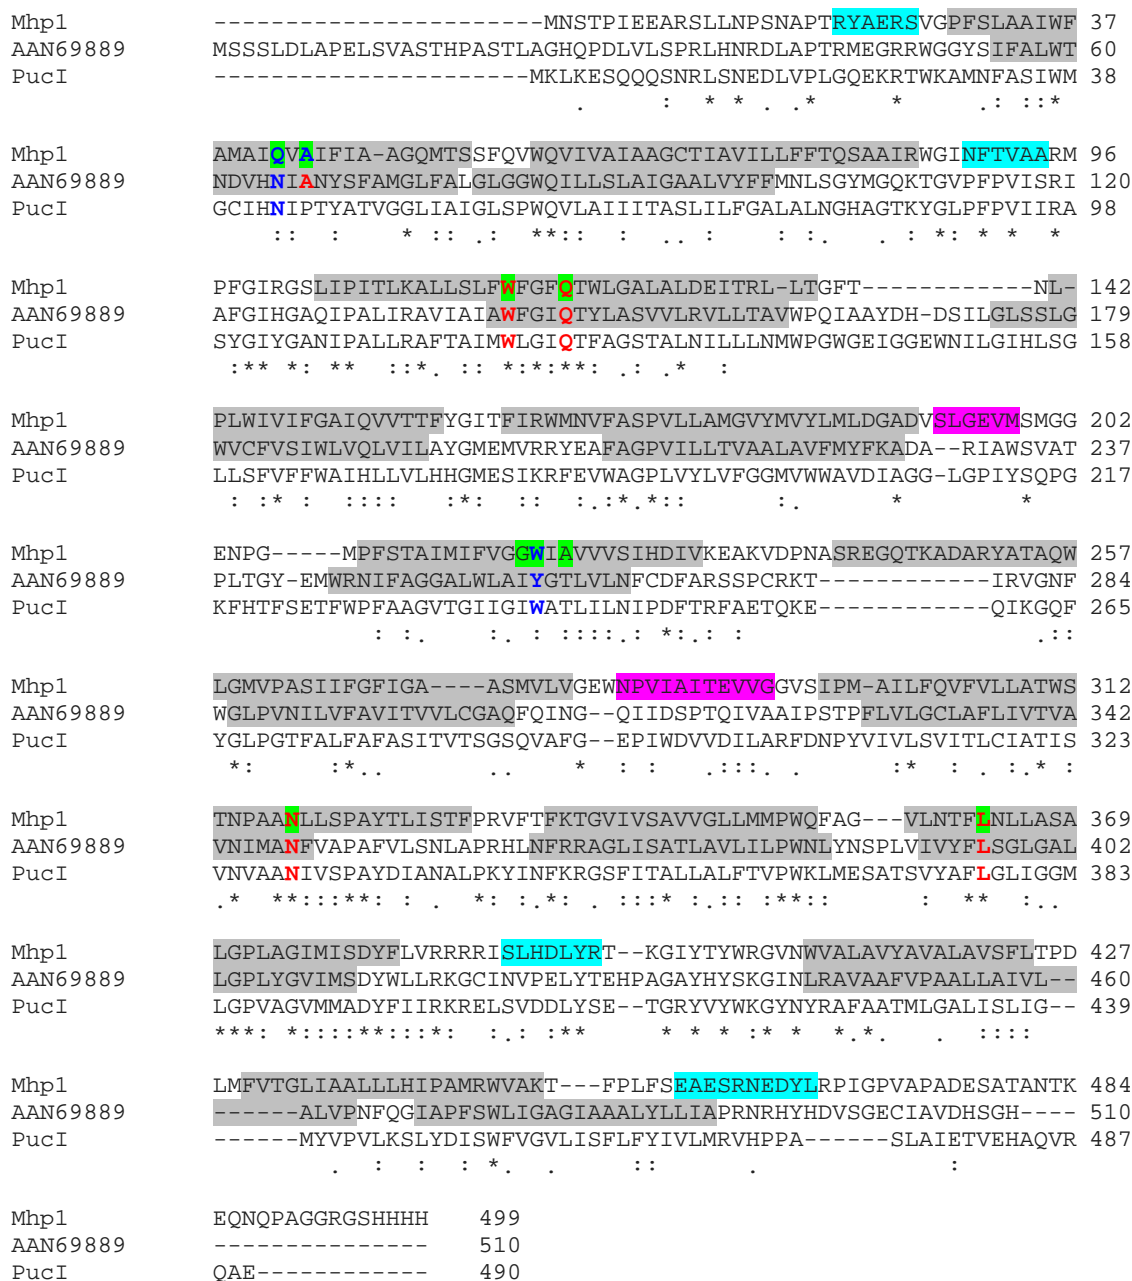 Mhp1 -----------------------MNSTPIEEARSLLNPSNAPTRYAERSVGPFSLAAIWF 37
AAN69889 MSSSLDLAPELSVASTHPASTLAGHQPDLVLSPRLHNRDLAPTRMEGRRWGGYSIFALWT 60
PucI ----------------------MKLKESQQQSNRLSNEDLVPLGQEKRTWKAMNFASIWM 38
. : * * . .* * .: ::*
Mhp1 AMAIQVAIFIA-AGQMTSSFQVWQVIVAIAAGCTIAVILLFFTQSAAIRWGINFTVAARM 96
AAN69889 NDVHNIANYSFAMGLFALGLGGWQILLSLAIGAALVYFFMNLSGYMGQKTGVPFPVISRI 120
PucI GCIHNIPTYATVGGLIAIGLSPWQVLAIIITASLILFGALALNGHAGTKYGLPFPVIIRA 98
:: : * :: .: **:: : .. : :. . : *: * * *
Mhp1 PFGIRGSLIPITLKALLSLFWFGFQTWLGALALDEITRL-LTGFT-----------NL- 142
AAN69889 AFGIHGAQIPALIRAVIAIAWFGIQTYLASVVLRVLLTAVWPQIAAYDH-DSILGLSSLG 179
PucI SYGIYGANIPALLRAFTAIMWLGIQTFAGSTALNILLLNMWPGWGEIGGEWNILGIHLSG 158
:** *: ** ::*. :: *:*:**: .: .* :
Mhp1 PLWIVIFGAIQVVTTFYGITFIRWMNVFASPVLLAMGVYMVYLMLDGADVSLGEVMSMGG 202
AAN69889 WVCFVSIWLVQLVILAYGMEMVRRYEAFAGPVILLTVAALAVFMYFKADA--RIAWSVAT 237
PucI LLSFVFFWAIHLLVLHHGMESIKRFEVWAGPLVYLVFGGMVWWAVDIAGG-LGPIYSQPG 217
: :* : :::: :*: :: :.:*.*:: :. * *
Mhp1 ENPG-----MPFSTAIMIFVGGWIAVVVSIHDIVKEAKVDPNASREGQTKADARYATAQW 257
AAN69889 PLTGY-EMWRNIFAGGALWLAIYGTLVLNFCDFARSSPCRKT-----------IRVGNF 284
PucI KFHTFSETFWPFAAGVTGIIGIWATLILNIPDFTRFAETQKE------------QIKGQF 265
: :. :. : ::::.: *:.: : .::
Mhp1 LGMVPASIIFGFIGA----ASMVLVGEWNPVIAITEVVGGVSIPM-AILFQVFVLLATWS 312
AAN69889 WGLPVNILVFAVITVVLCGAQFQING--QIIDSPTQIVAAIPSTPFLVLGCLAFLIVTVA 342
PucI YGLPGTFALFAFASITVTSGSQVAFG--EPIWDVVDILARFDNPYVIVLSVITLCIATIS 323
*: :*.. .. * : : .:::. . :* : . :.* :
Mhp1 TNPAANLLSPAYTLISTFPRVFTFKTGVIVSAVVGLLMMPWQFAG---VLNTFLNLLASA 369
AAN69889 VNIMANFVAPAFVLSNLAPRHLNFRRAGLISATLAVLILPWNLYNSPLVIVYFLSGLGAL 402
PucI VNVAANIVSPAYDIANALPKYINFKRGSFITALLALFTVPWKLMESATSVYAFLGLIGGM 383
.* **::**: : . *: :.*: . :::* :.:: :**:: : ** :..
Mhp1 LGPLAGIMISDYFLVRRRRISLHDLYRT--KGIYTYWRGVNWVALAVYAVALAVSFLTPD 427
AAN69889 LGPLYGVIMSDYWLLRKGCINVPELYTEHPAGAYHYSKGINLRAVAAFVPAALLAIVL-- 460
PucI LGPVAGVMMADYFIIRKRELSVDDLYSE--TGRYVYWKGYNYRAFAATMLGALISLIG-- 439
***: *::::**:::*: :.: :** * * * :* * *.*. . ::::
Mhp1 LMFVTGLIAALLLHIPAMRWVAKT---FPLFSEAESRNEDYLRPIGPVAPADESATANTK 484
AAN69889 ------ALVPNFQGIAPFSWLIGAGIAAALYLLIAPRNRHYHDVSGECIAVDHSGH---- 510
PucI ------MYVPVLKSLYDISWFVGVLISFLFYIVLMRVHPPA------SLAIETVEHAQVR 487
. : : : *. . :: . :
Mhp1 EQNQPAGGRGSHHHH 499
AAN69889 --------------- 510
PucI QAE------------ 490